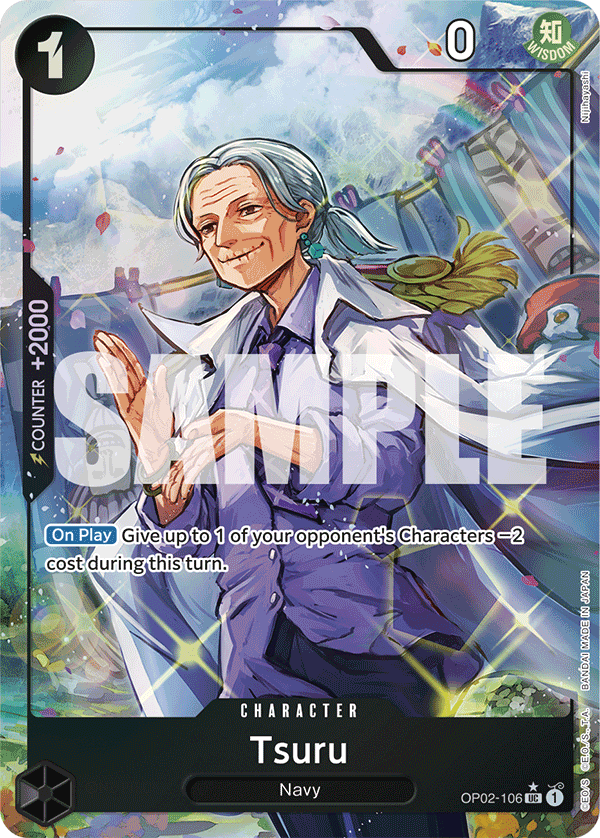 1
0
知
WISDOM
Nijihayashi
COUNTER +2000
SAMPLE
On Play Give up to 1 of your opponent's Characters −2
cost during this turn.
©E.O./S. ©E.O./S.,T.A. BANDAI MADE IN JAPAN
CHARACTER
Tsuru
Navy
OP02-106 UC 1